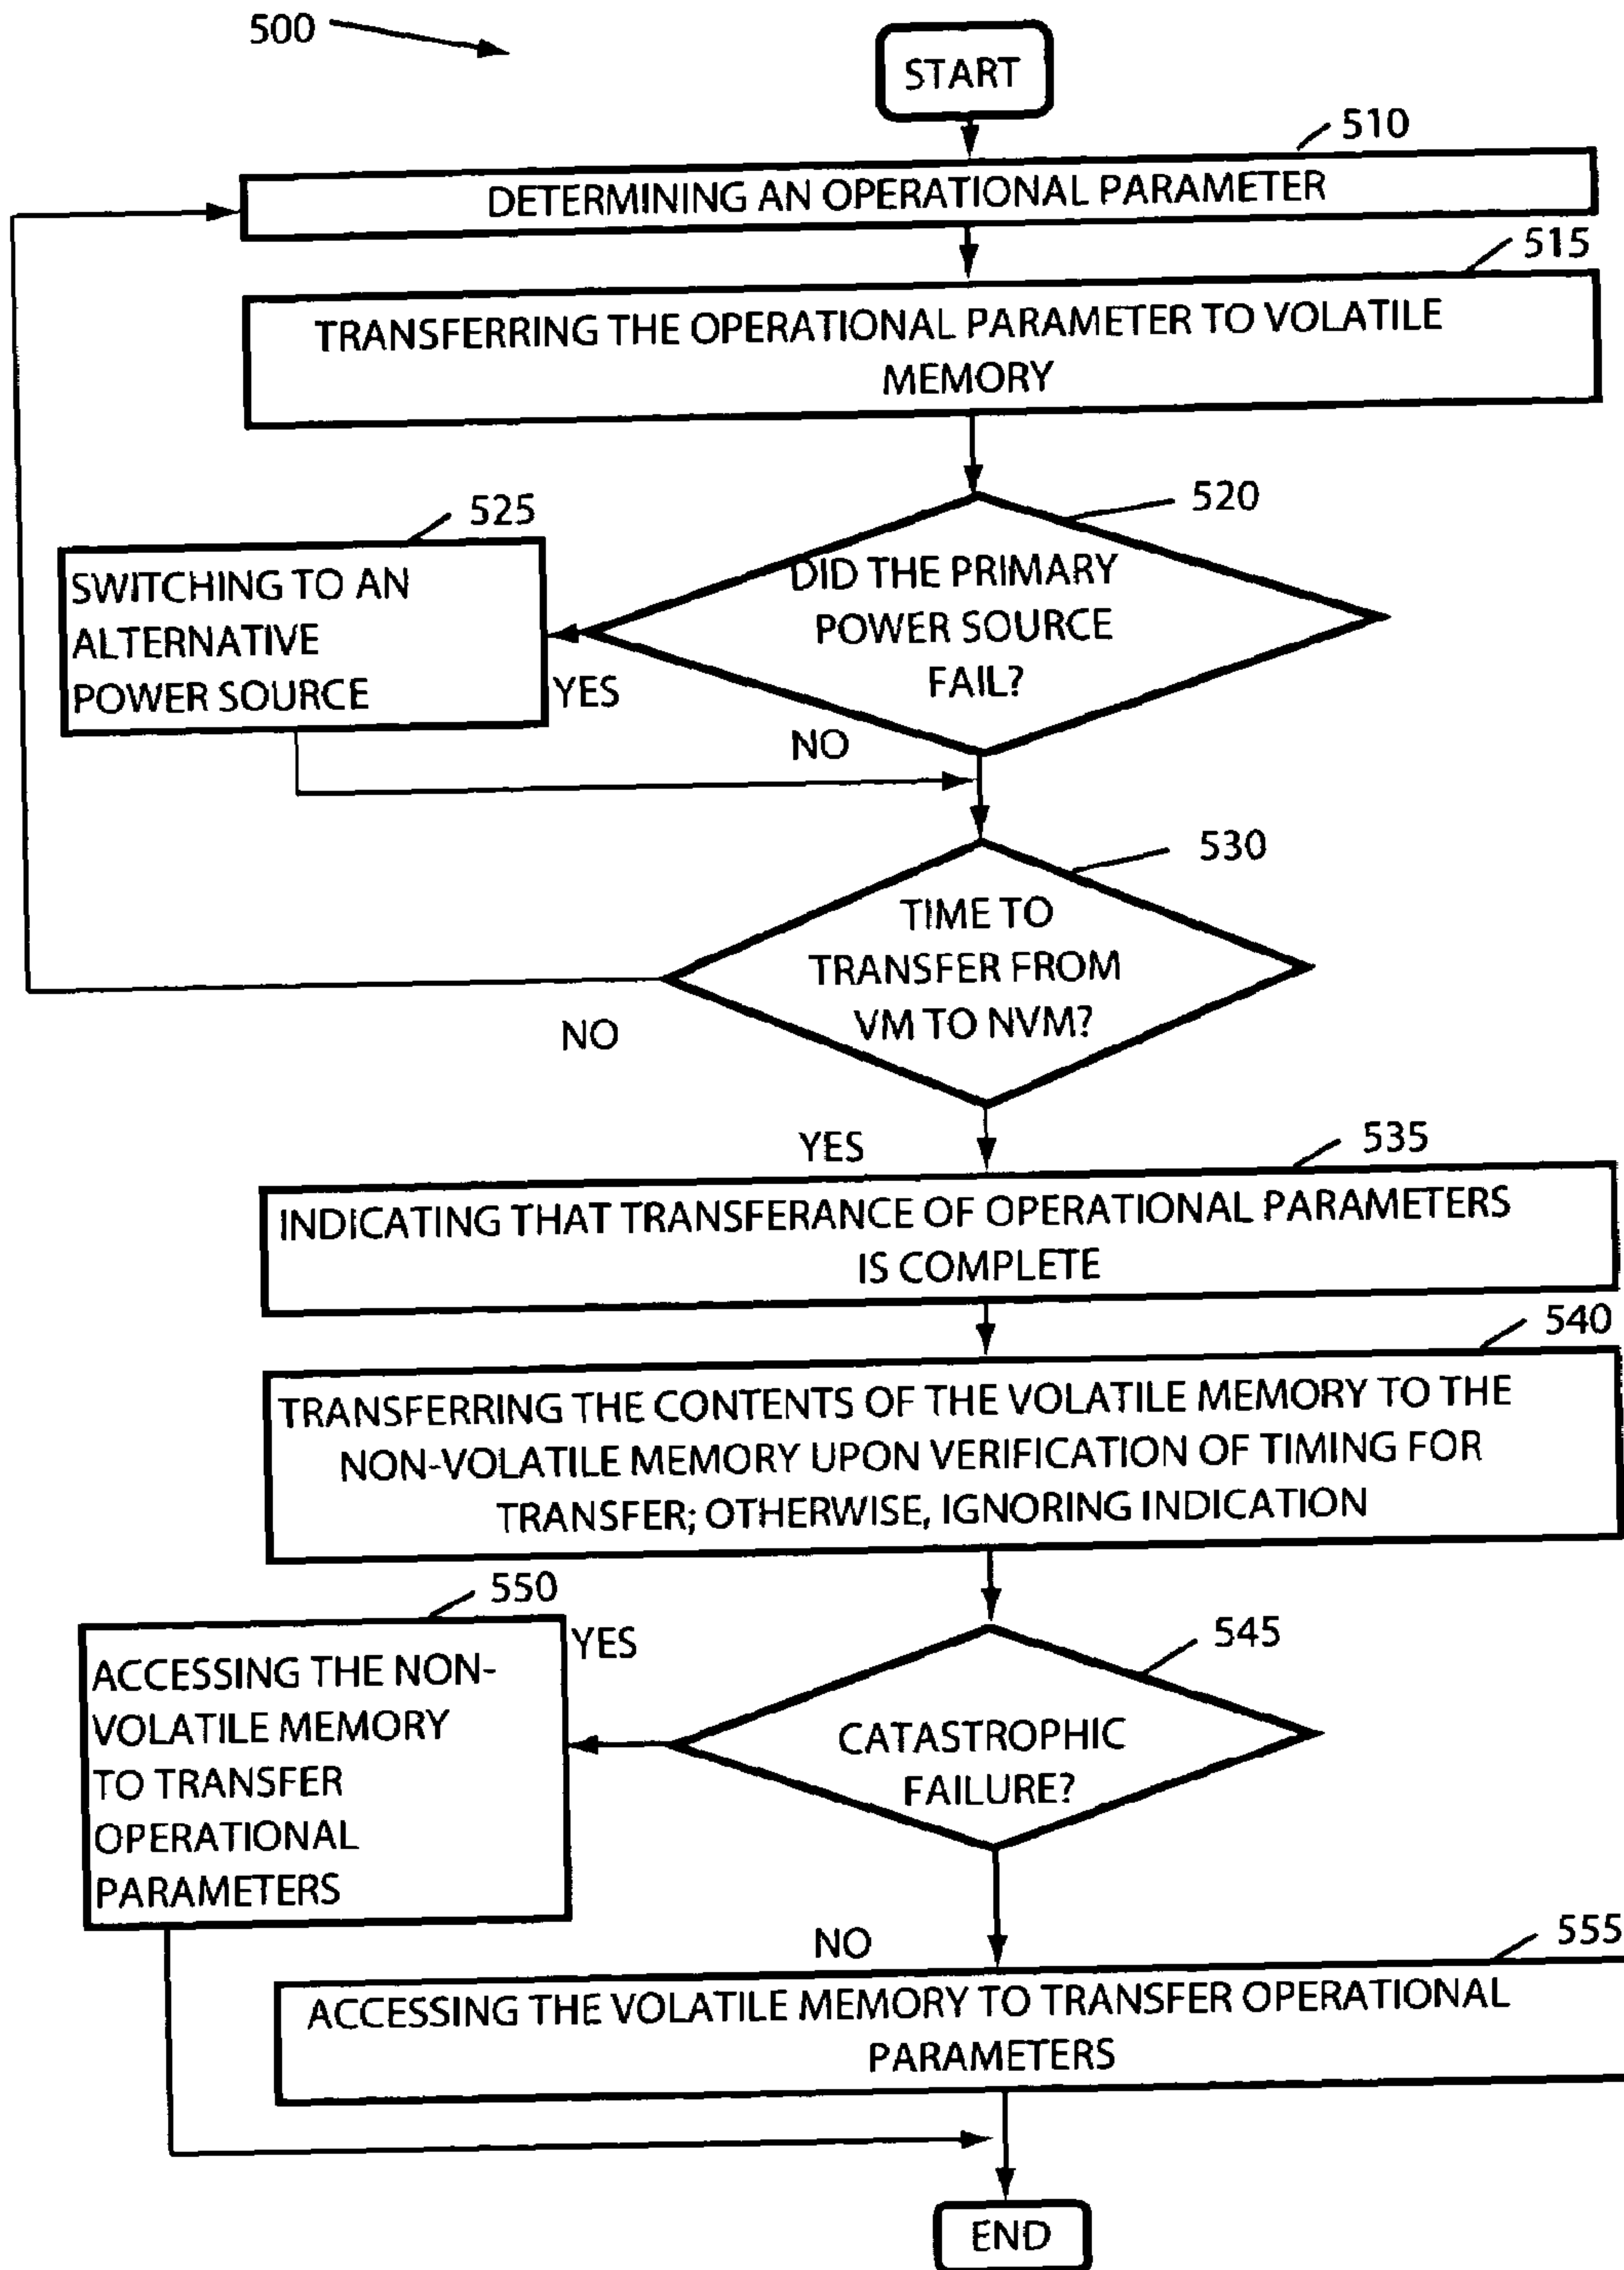 500
START
510
DETERMINING AN OPERATIONAL PARAMETER
515
TRANSFERRING THE OPERATIONAL PARAMETER TO VOLATILE
MEMORY
520
DID THE PRIMARY
POWER SOURCE
FAIL?
525
SWITCHING TO AN
ALTERNATIVE
POWER SOURCE
YES
NO
530
TIME TO
TRANSFER FROM
VM TO NVM?
NO
YES
535
INDICATING THAT TRANSFERANCE OF OPERATIONAL PARAMETERS
IS COMPLETE
540
TRANSFERRING THE CONTENTS OF THE VOLATILE MEMORY TO THE
NON-VOLATILE MEMORY UPON VERIFICATION OF TIMING FOR
TRANSFER; OTHERWISE, IGNORING INDICATION
550
YES
545
CATASTROPHIC
FAILURE?
ACCESSING THE NON-
VOLATILE MEMORY
TO TRANSFER
OPERATIONAL
PARAMETERS
NO
555
ACCESSING THE VOLATILE MEMORY TO TRANSFER OPERATIONAL
PARAMETERS
END